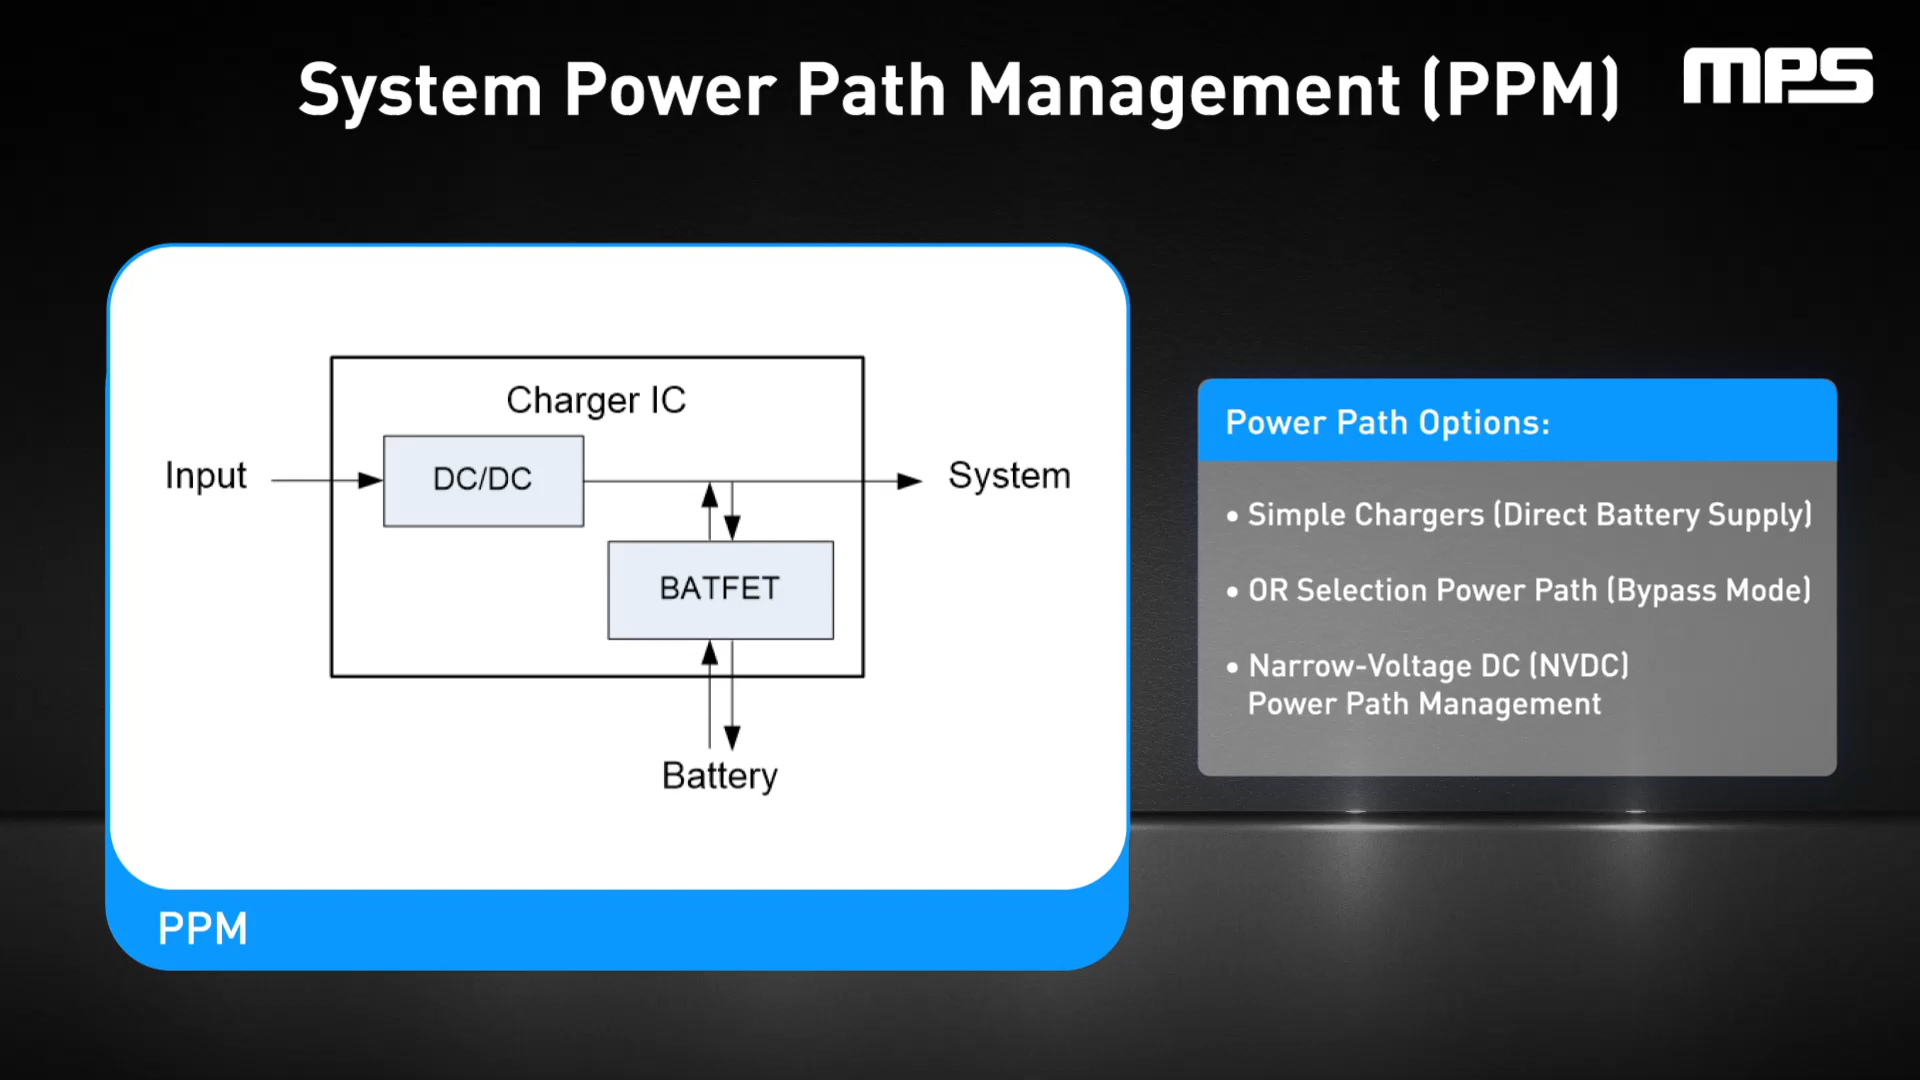 System Power Path Management (PPM)
mps
Charger IC
Input
DC/DC
System
BATFET
Battery
PPM
Power Path Options:
• Simple Chargers (Direct Battery Supply)
• OR Selection Power Path (Bypass Mode)
• Narrow-Voltage DC (NVDC)
Power Path Management